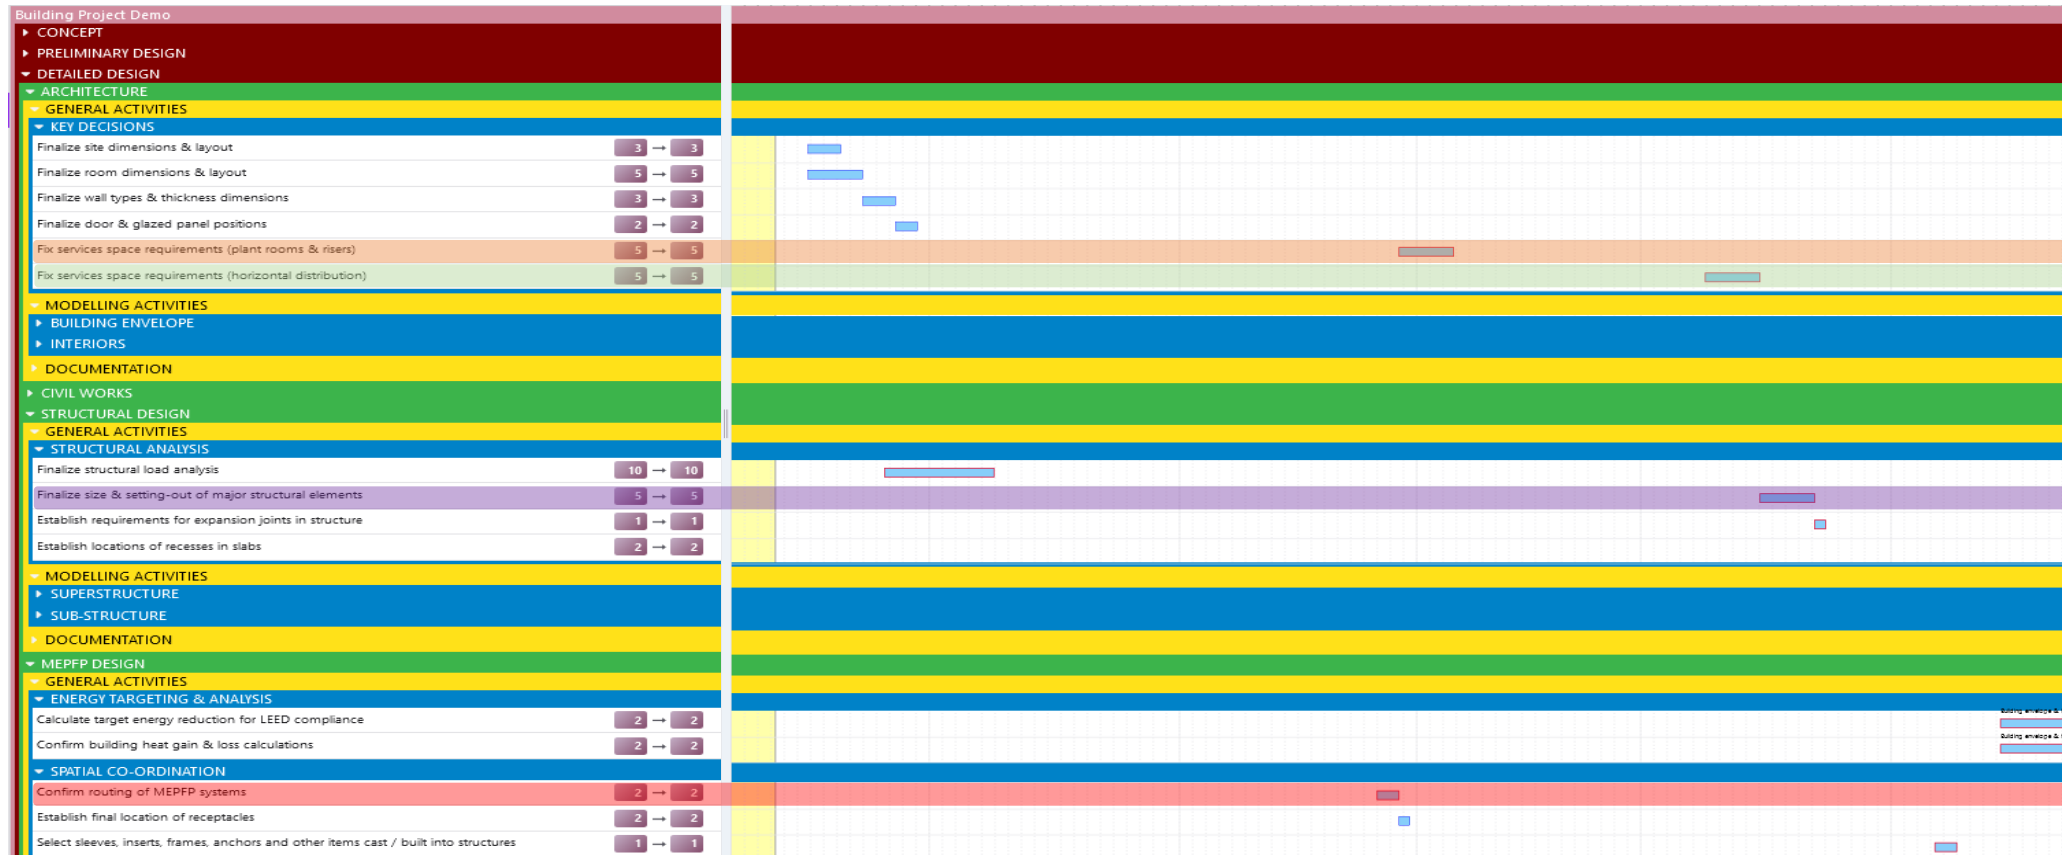 Building Project Demo
CONCEPT
PRELIMINARY DESIGN
DETAILED DESIGN
ARCHITECTURE
GENERAL ACTIVITIES
KEY DECISIONS
Finalize site dimensions & layout 3 → 3
Finalize room dimensions & layout 5 → 5
Finalize wall types & thickness dimensions 3 → 3
Finalize door & glazed panel positions 2 → 2
Fix services space requirements (plant rooms & risers) 5 → 5
Fix services space requirements (horizontal distribution) 5 → 5
MODELLING ACTIVITIES
BUILDING ENVELOPE
INTERIORS
DOCUMENTATION
CIVIL WORKS
STRUCTURAL DESIGN
GENERAL ACTIVITIES
STRUCTURAL ANALYSIS
Finalize structural load analysis 10 → 10
Finalize size & setting-out of major structural elements 5 → 5
Establish requirements for expansion joints in structure 1 → 1
Establish locations of recesses in slabs 2 → 2
MODELLING ACTIVITIES
SUPERSTRUCTURE
SUB-STRUCTURE
DOCUMENTATION
MEPFP DESIGN
GENERAL ACTIVITIES
ENERGY TARGETING & ANALYSIS
Calculate target energy reduction for LEED compliance 2 → 2 Building envelope &
Confirm building heat gain & loss calculations 2 → 2 Building envelope &
SPATIAL CO-ORDINATION
Confirm routing of MEPFP systems 2 → 2
Establish final location of receptacles 2 → 2
Select sleeves, inserts, frames, anchors and other items cast / built into structures 1 → 1